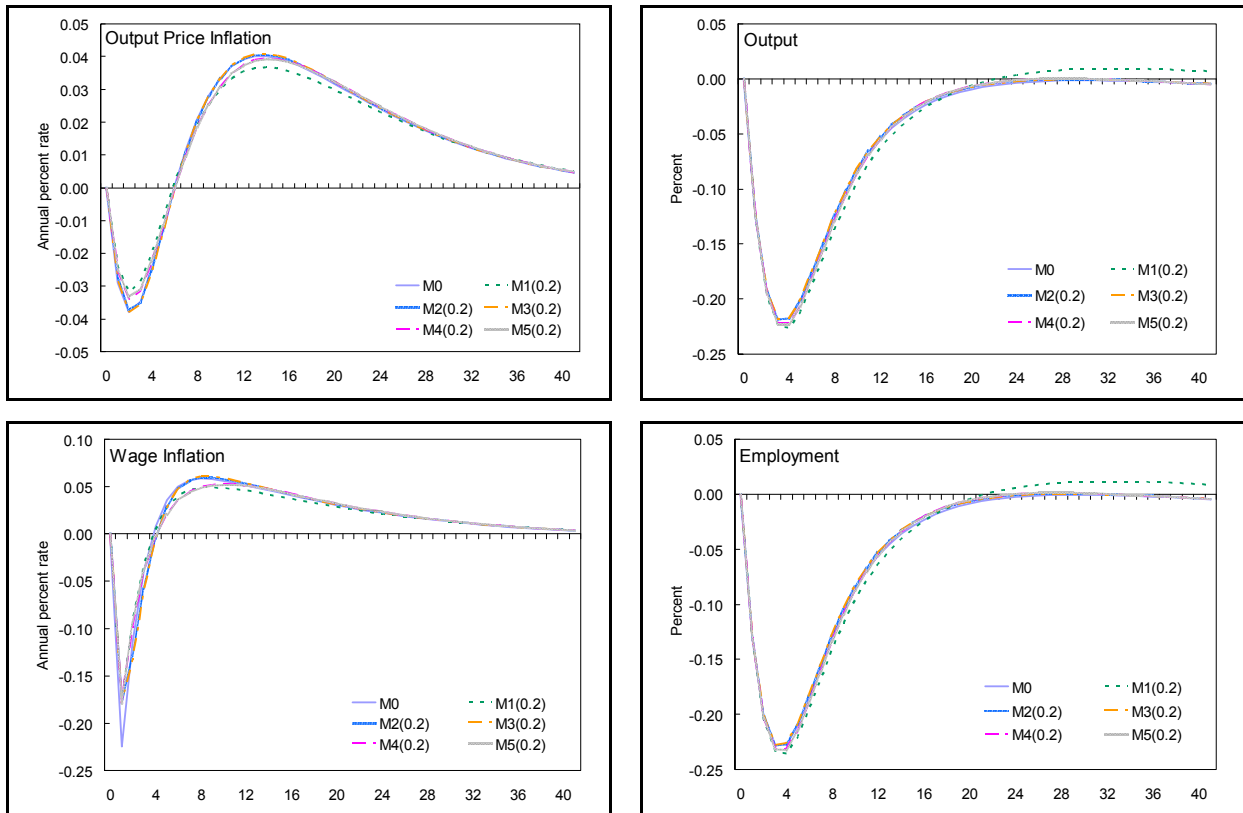 Output Price Inflation
Annual percent rate
0.05
0.04
0.03
0.02
0.01
0.00
-0.01
-0.02
-0.03
-0.04
-0.05
M0 M1(0.2)
M2(0.2) M3(0.2)
M4(0.2) M5(0.2)
0 4 8 12 16 20 24 28 32 36 40
Output
Percent
0.05
0.00
-0.05
-0.10
-0.15
-0.20
-0.25
M0 M1(0.2)
M2(0.2) M3(0.2)
M4(0.2) M5(0.2)
0 4 8 12 16 20 24 28 32 36 40
Wage Inflation
Annual percent rate
0.10
0.05
0.00
-0.05
-0.10
-0.15
-0.20
-0.25
M0 M1(0.2)
M2(0.2) M3(0.2)
M4(0.2) M5(0.2)
0 4 8 12 16 20 24 28 32 36 40
Employment
Percent
0.05
0.00
-0.05
-0.10
-0.15
-0.20
-0.25
M0 M1(0.2)
M2(0.2) M3(0.2)
M4(0.2) M5(0.2)
0 4 8 12 16 20 24 28 32 36 40